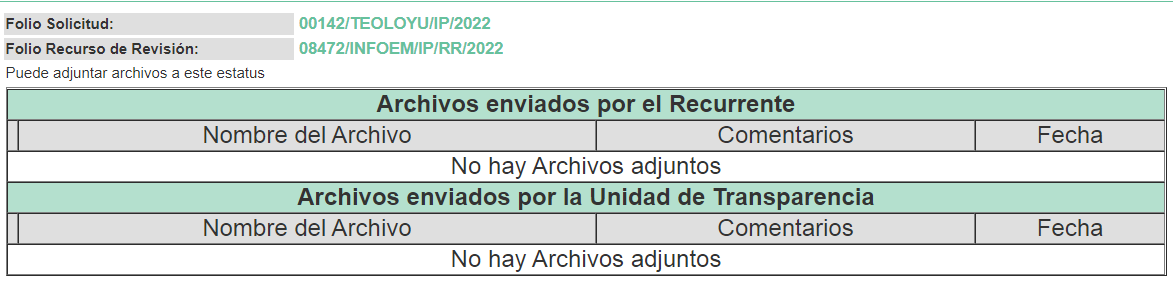 Folio Solicitud: 00142/TEOLOYU/IP/2022
Folio Recurso de Revisión: 08472/INFOEM/IP/RR/2022
Puede adjuntar archivos a este estatus
Archivos enviados por el Recurrente
Nombre del Archivo Comentarios Fecha
No hay Archivos adjuntos
Archivos enviados por la Unidad de Transparencia
Nombre del Archivo Comentarios Fecha
No hay Archivos adjuntos